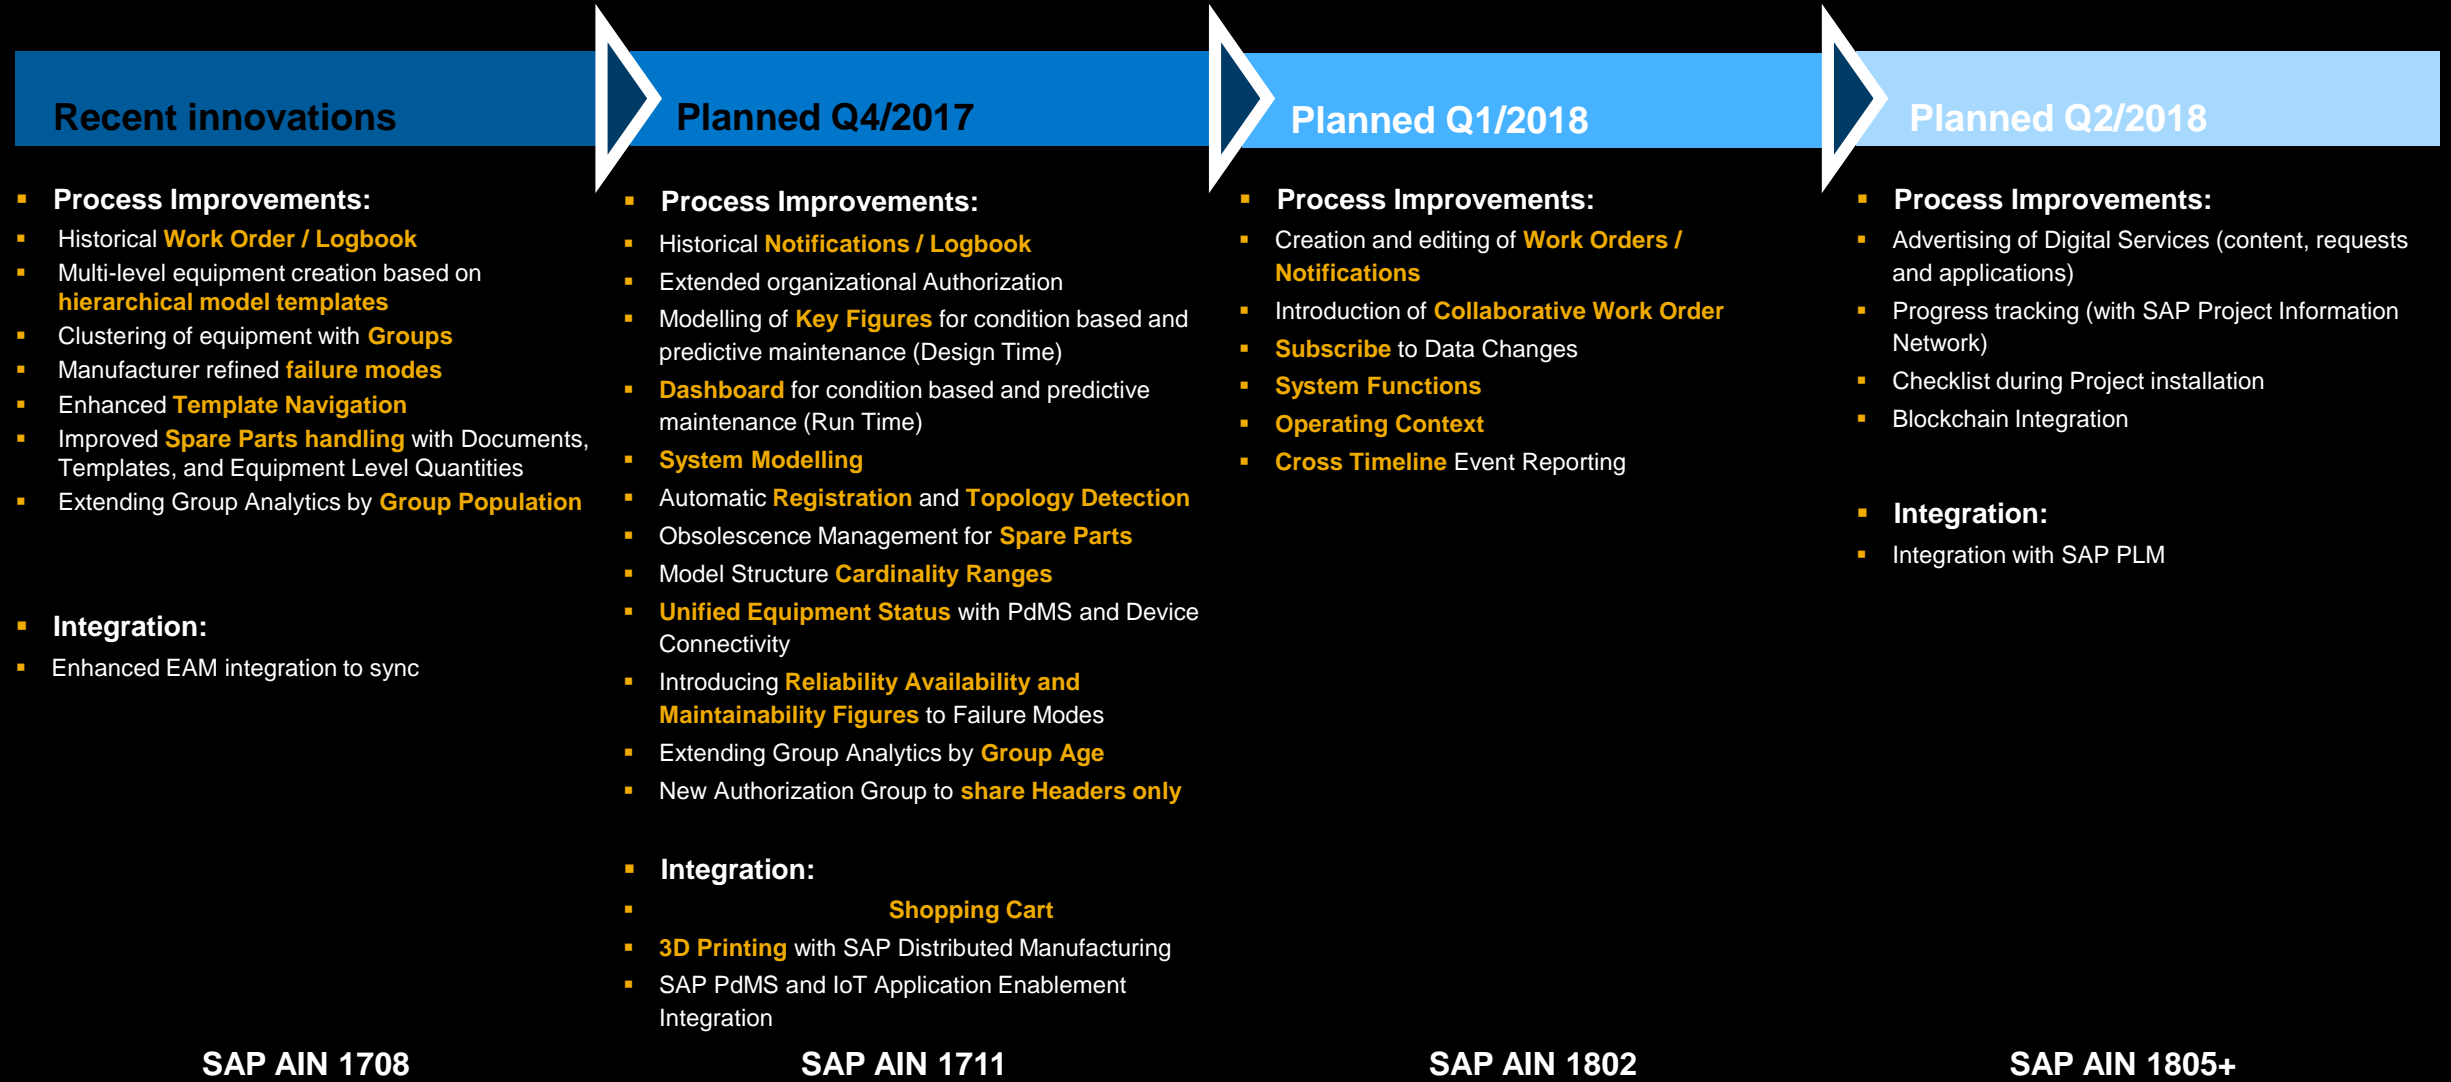 Recent innovations
Planned Q4/2017
Planned Q1/2018
Planned Q2/2018
Process Improvements:
Historical Work Order / Logbook
Multi-level equipment creation based on
hierarchical model templates
Clustering of equipment with Groups
Manufacturer refined failure modes
Enhanced Template Navigation
Improved Spare Parts handling with Documents,
Templates, and Equipment Level Quantities
Extending Group Analytics by Group Population
Integration:
Enhanced EAM integration to sync
SAP AIN 1708
Process Improvements:
Historical Notifications / Logbook
Extended organizational Authorization
Modelling of Key Figures for condition based and
predictive maintenance (Design Time)
Dashboard for condition based and predictive
maintenance (Run Time)
System Modelling
Automatic Registration and Topology Detection
Obsolescence Management for Spare Parts
Model Structure Cardinality Ranges
Unified Equipment Status with PdMS and Device
Connectivity
Introducing Reliability Availability and
Maintainability Figures to Failure Modes
Extending Group Analytics by Group Age
New Authorization Group to share Headers only
Integration:
Shopping Cart
3D Printing with SAP Distributed Manufacturing
SAP PdMS and IoT Application Enablement
Integration
SAP AIN 1711
Process Improvements:
Creation and editing of Work Orders /
Notifications
Introduction of Collaborative Work Order
Subscribe to Data Changes
System Functions
Operating Context
Cross Timeline Event Reporting
SAP AIN 1802
Process Improvements:
Advertising of Digital Services (content, requests
and applications)
Progress tracking (with SAP Project Information
Network)
Checklist during Project installation
Blockchain Integration
Integration:
Integration with SAP PLM
SAP AIN 1805+